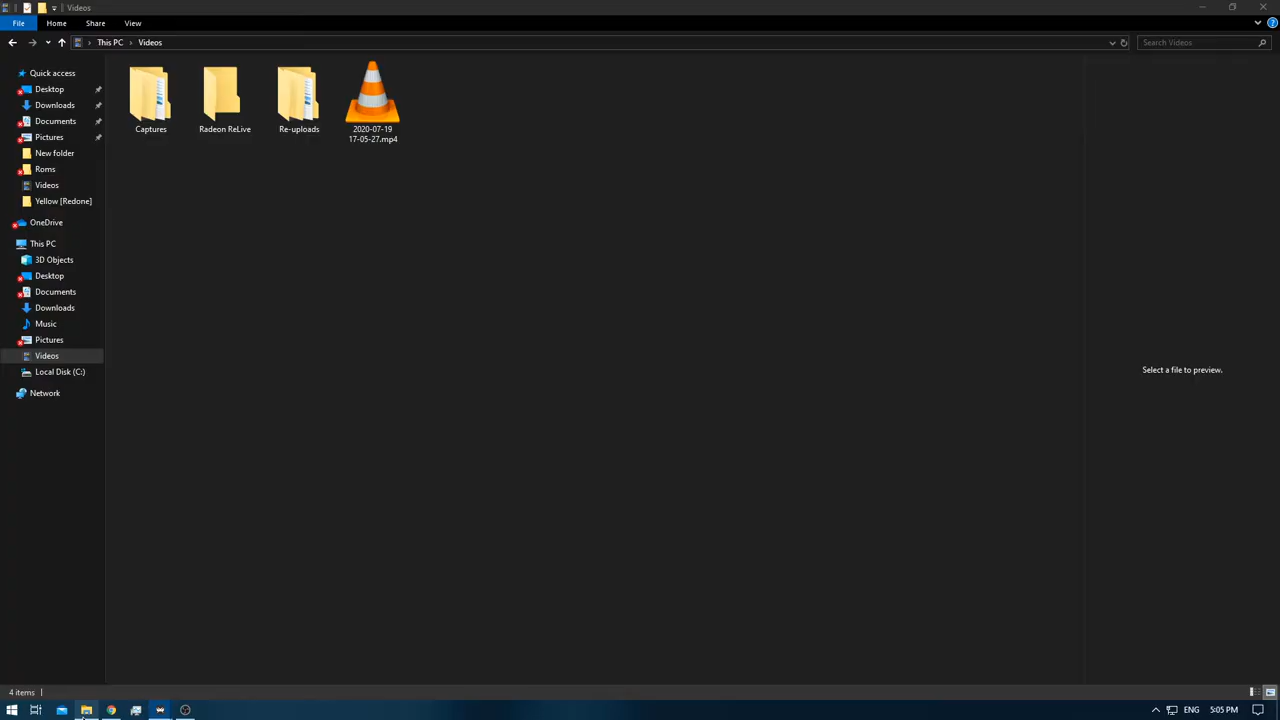 Videos
File
Home
Share
View
This PC
Videos
Search Videos
Quick access
Desktop
Downloads
Documents
Pictures
New folder
Roms
Videos
Yellow [Redone]
OneDrive
This PC
3D Objects
Desktop
Documents
Downloads
Music
Pictures
Videos
Local Disk (C:)
Network
Captures
Radeon ReLive
Re-uploads
2020-07-19
17-05-27.mp4
Select a file to preview.
4 items
ENG
5:05 PM